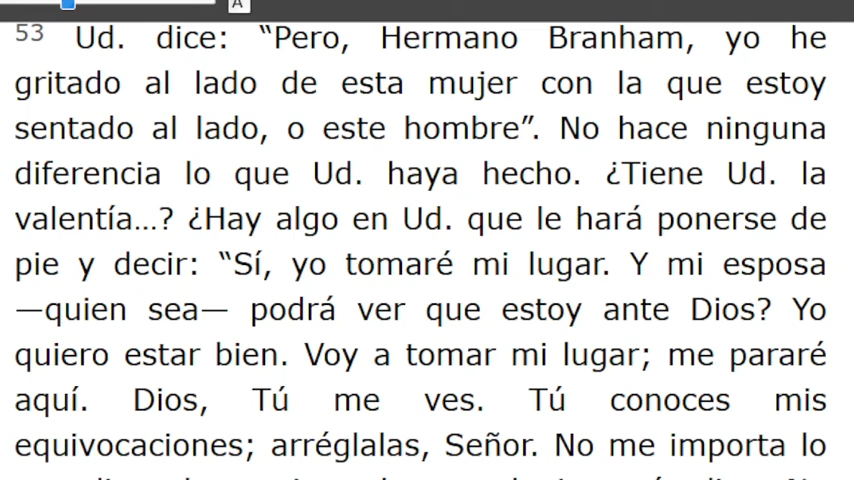 A
53 Ud. dice: “Pero, Hermano Branham, yo he
gritado al lado de esta mujer con la que estoy
sentado al lado, o este hombre”. No hace ninguna
diferencia lo que Ud. haya hecho. ¿Tiene Ud. la
valentía...? ¿Hay algo en Ud. que le hará ponerse de
pie y decir: “Sí, yo tomaré mi lugar. Y mi esposa
—quien sea— podrá ver que estoy ante Dios? Yo
quiero estar bien. Voy a tomar mi lugar; me pararé
aquí. Dios, Tú me ves. Tú conoces mis
equivocaciones; arréglalas, Señor. No me importa lo